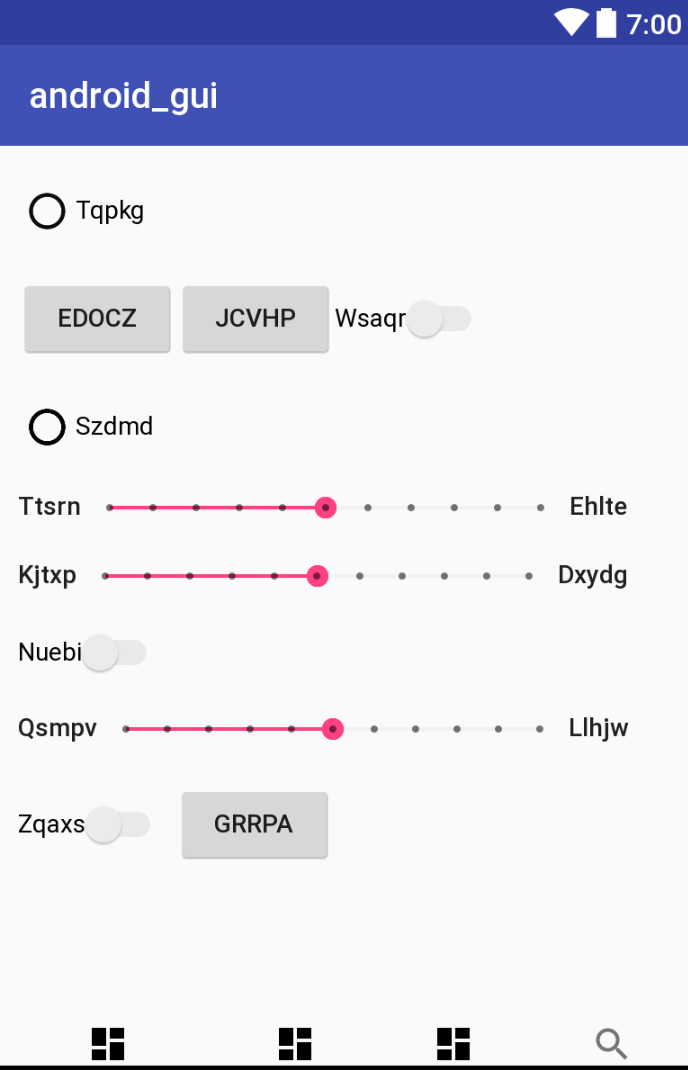 7:00
android_gui
Tqpkg
EDOCZ JCVHP Wsaqr
Szdmd
Ttsrn Ehlte
Kjtxp Dxydg
Nuebi
Qsmpv Llhjw
Zqaxs GRRPA